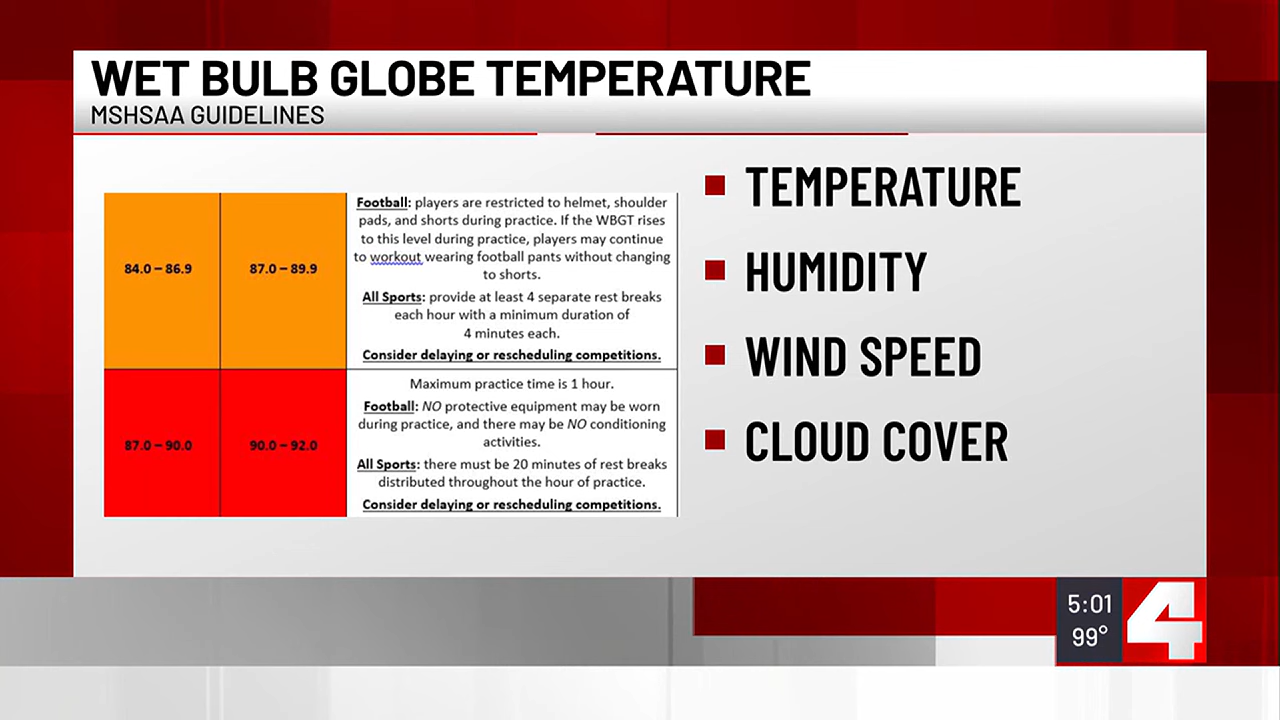 WET BULB GLOBE TEMPERATURE
MSHSAA GUIDELINES
84.0 – 86.9
87.0 – 89.9
Football: players are restricted to helmet, shoulder
pads, and shorts during practice. If the WBGT rises
to this level during practice, players may continue
to workout wearing football pants without changing
to shorts.
All Sports: provide at least 4 separate rest breaks
each hour with a minimum duration of
4 minutes each.
Consider delaying or rescheduling competitions.
87.0 – 90.0
90.0 – 92.0
Maximum practice time is 1 hour.
Football: NO protective equipment may be worn
during practice, and there may be NO conditioning
activities.
All Sports: there must be 20 minutes of rest breaks
distributed throughout the hour of practice.
Consider delaying or rescheduling competitions.
TEMPERATURE
HUMIDITY
WIND SPEED
CLOUD COVER
5:01
99°
4